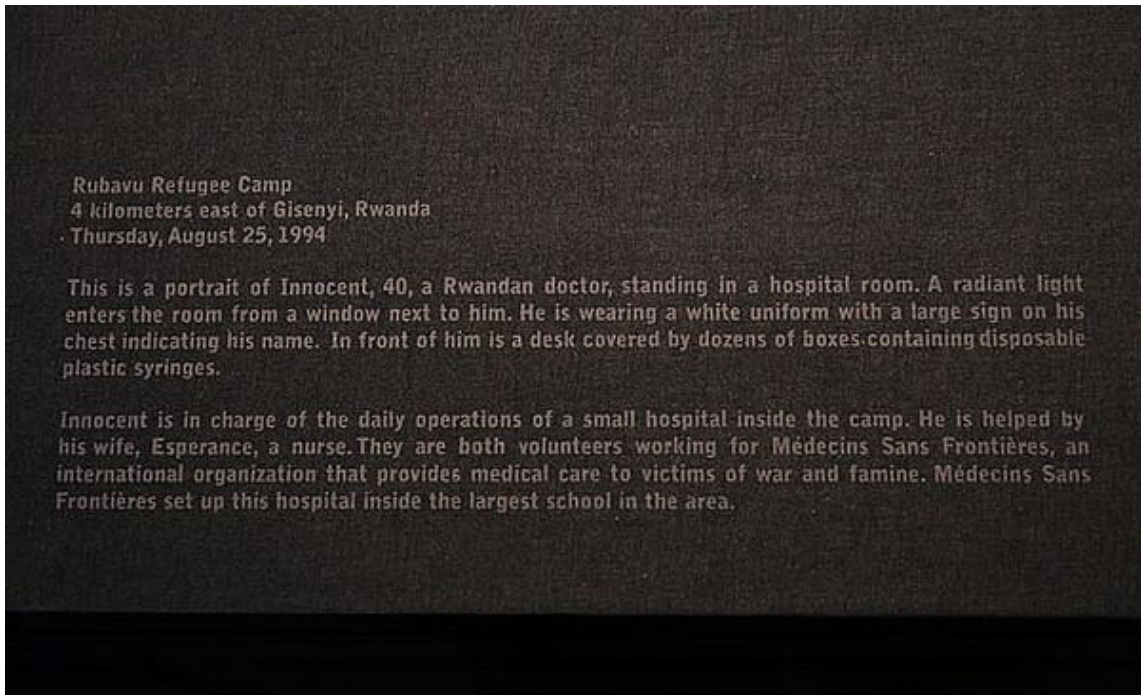 Rubavu Refugee Camp
4 kilometers east of Gisenyi, Rwanda
Thursday, August 25, 1994
This is a portrait of Innocent, 40, a Rwandan doctor, standing in a hospital room. A radiant light
enters the room from a window next to him. He is wearing a white uniform with a large sign on his
chest indicating his name. In front of him is a desk covered by dozens of boxes containing disposable
plastic syringes.
Innocent is in charge of the daily operations of a small hospital inside the camp. He is helped by
his wife, Esperance, a nurse. They are both volunteers working for Médecins Sans Frontières, an
international organization that provides medical care to victims of war and famine. Médecins Sans
Frontières set up this hospital inside the largest school in the area.